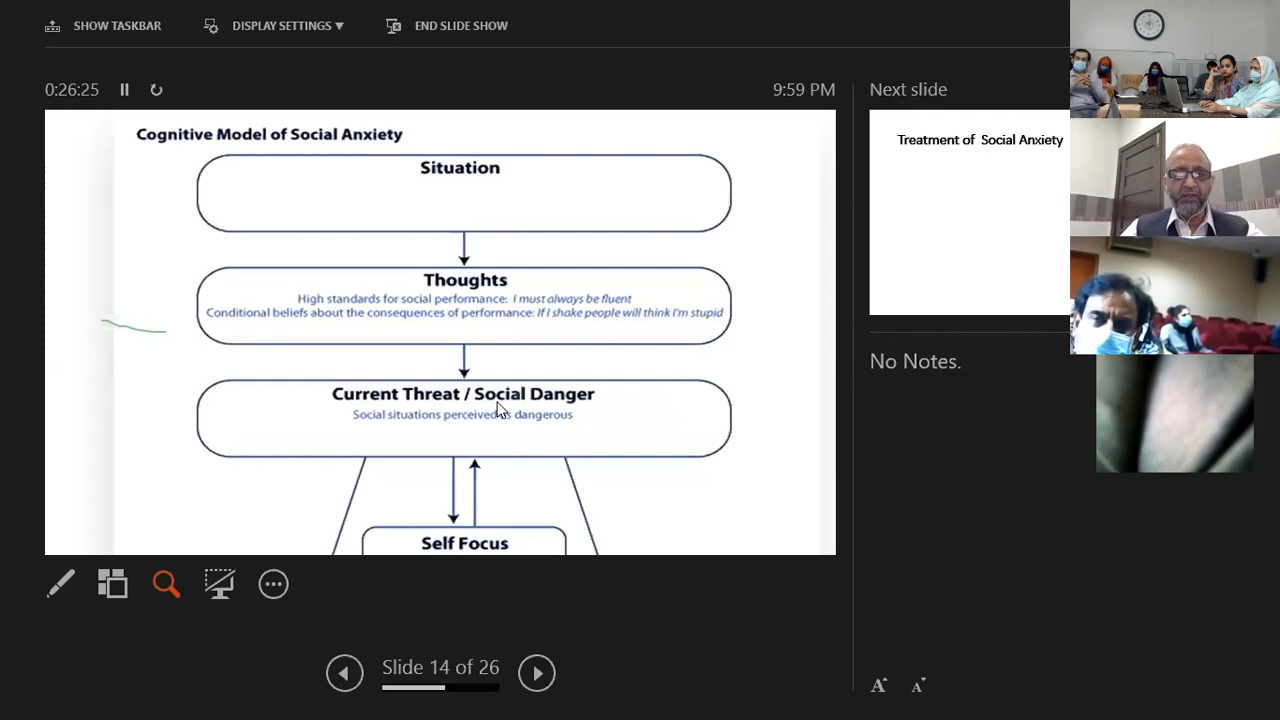 SHOW TASKBAR
DISPLAY SETTINGS ▼
END SLIDE SHOW
0:26:25
9:59 PM
Next slide
Cognitive Model of Social Anxiety
Situation
Thoughts
High standards for social performance: I must always be fluent
Conditional beliefs about the consequences of performance: If I shake people will think I'm stupid
Current Threat / Social Danger
Social situations perceived as dangerous
Self Focus
Treatment of Social Anxiety
No Notes.
Slide 14 of 26
A A